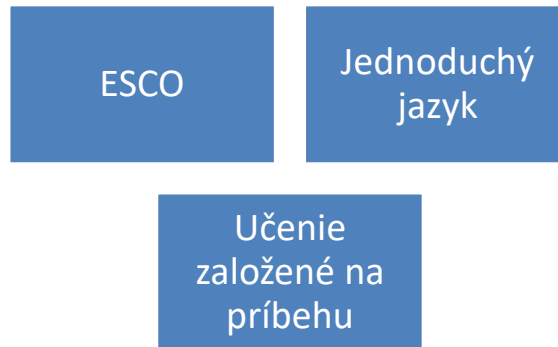 ESCO
Jednoduchý
jazyk
Učenie
založené na
príbehu